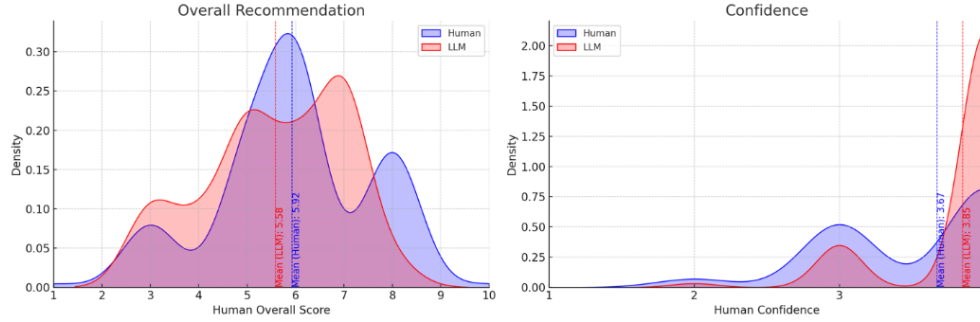 Overall Recommendation
Human
LLM
Density
0.30
0.25
0.20
0.15
0.10
0.05
0.00
Mean (LLM): 5.58
Mean (Human): 5.92
1 2 3 4 5 6 7 8 9 10
Human Overall Score
Confidence
Human
LLM
Density
2.00
1.75
1.50
1.25
1.00
0.75
0.50
0.25
0.00
Mean (Human): 3.67
Mean (LLM): 3.85
1 2 3
Human Confidence